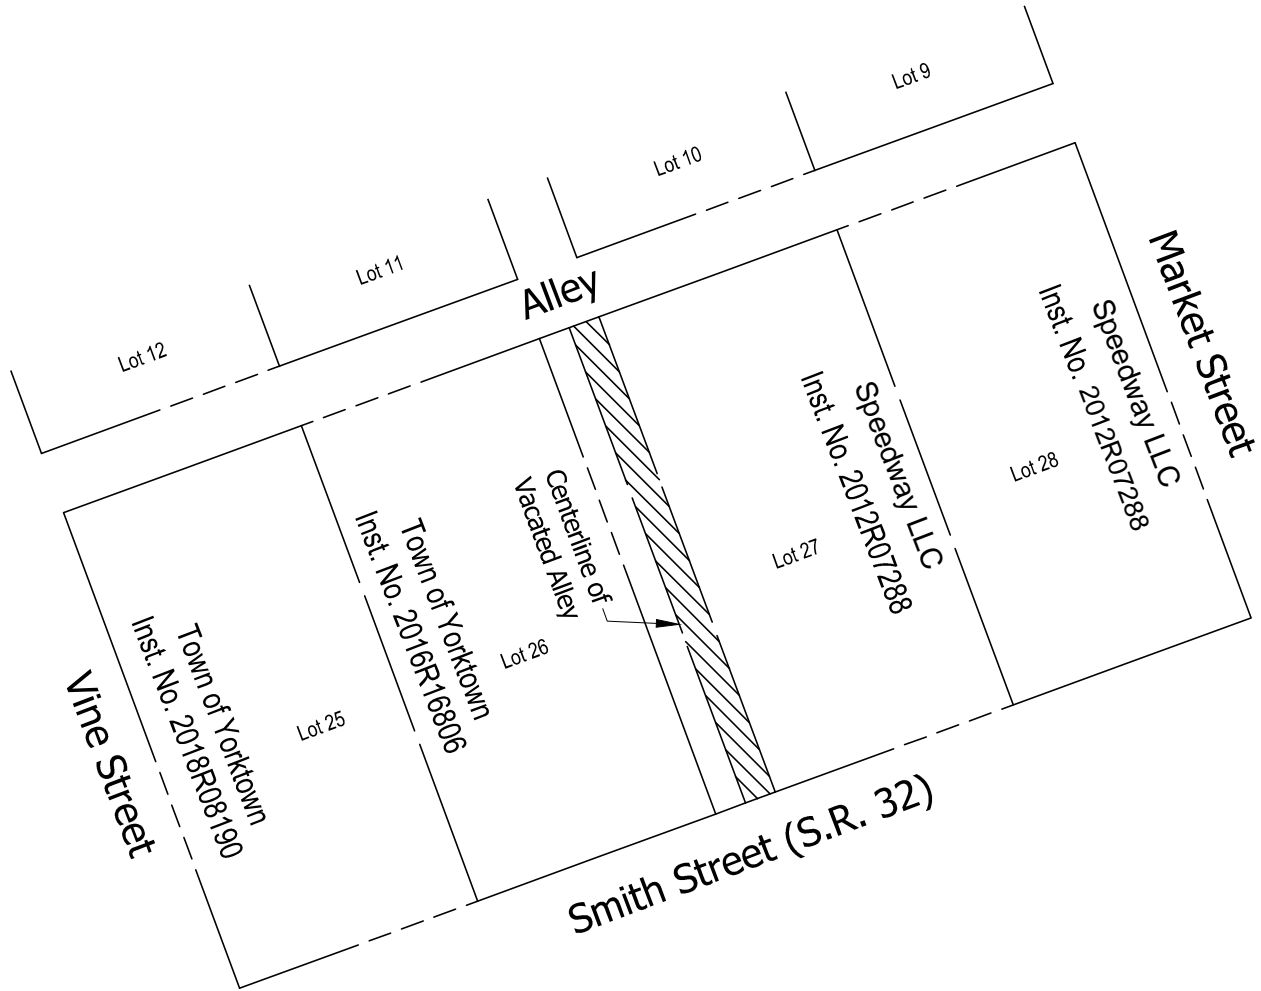 Lot 9
Lot 10
Lot 11
Lot 12
Alley
Market Street
Speedway LLC
Inst. No. 2012R07288
Lot 28
Speedway LLC
Inst. No. 2012R07288
Lot 27
Centerline of
Vacated Alley
Town of Yorktown
Inst. No. 2016R16806
Lot 26
Town of Yorktown
Inst. No. 2018R08190
Lot 25
Vine Street
Smith Street (S.R. 32)